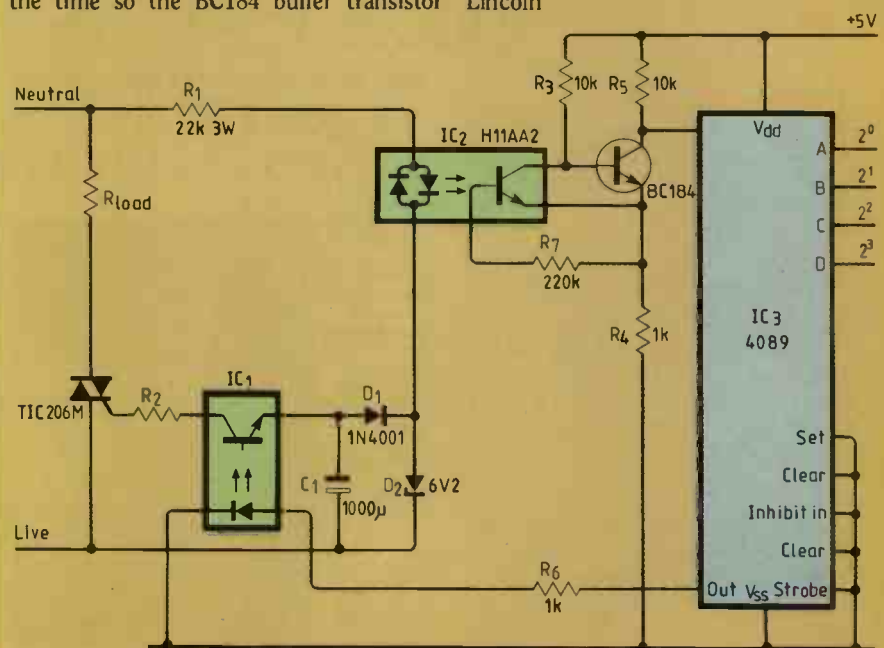 the time so the BC184 buffer transistor Lincoln
+5V
Neutral
R1
22k 3W
Rload
IC2 H11AA2
R3 10k
R5 10k
BC184
R7
220k
R4 1k
Vdd
A 2⁰
B 2¹
C 2²
D 2³
IC3
4089
Set
Clear
Inhibit in
Clear
Out Vss Strobe
TIC206M
R2
IC1
D1
1N4001
C1
1000μ
D2 6V2
Live
R6
1k